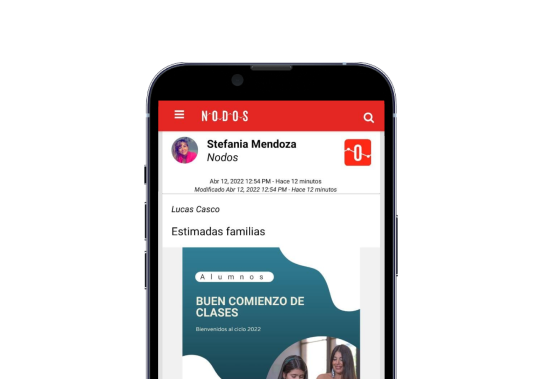 N·O·D·O·S
Stefania Mendoza
Nodos
·O·
Abr 12, 2022 12:54 PM - Hace 12 minutos
Modificado Abr 12, 2022 12:54 PM - Hace 12 minutos
Lucas Casco
Estimadas familias
Alumnos
BUEN COMIENZO DE
CLASES
Bienvenidos al ciclo 2022